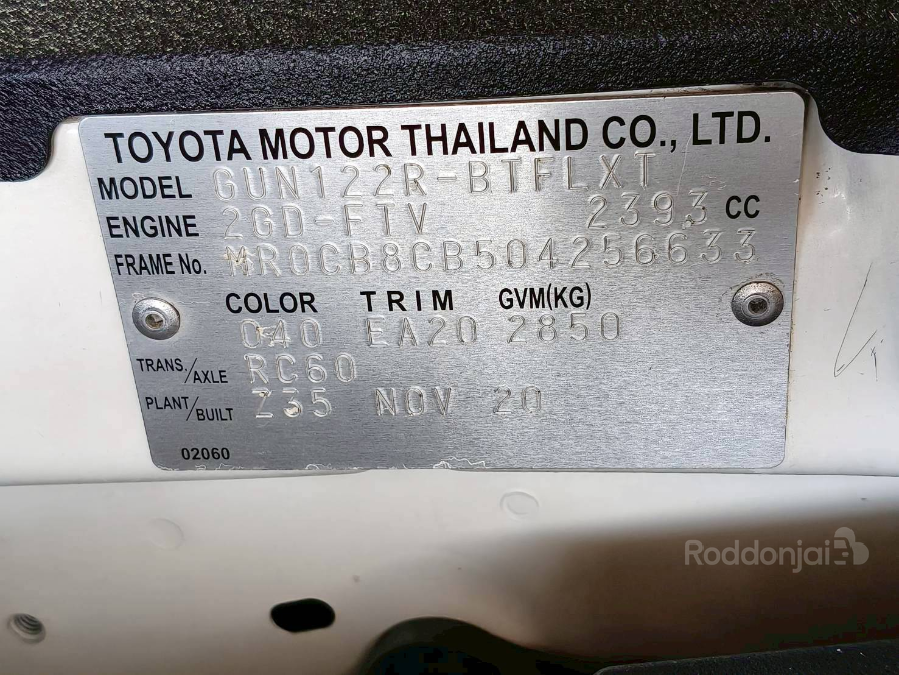 TOYOTA MOTOR THAILAND CO., LTD.
MODEL GUN122R-BTFLXT
ENGINE 2GD-FTV 2393 CC
FRAME No. MR0CB8CB504256633
COLOR TRIM GVM(KG)
040 EA20 2850
TRANS./AXLE RC60
PLANT/BUILT Z35 NOV 20
02060
Roddonjai